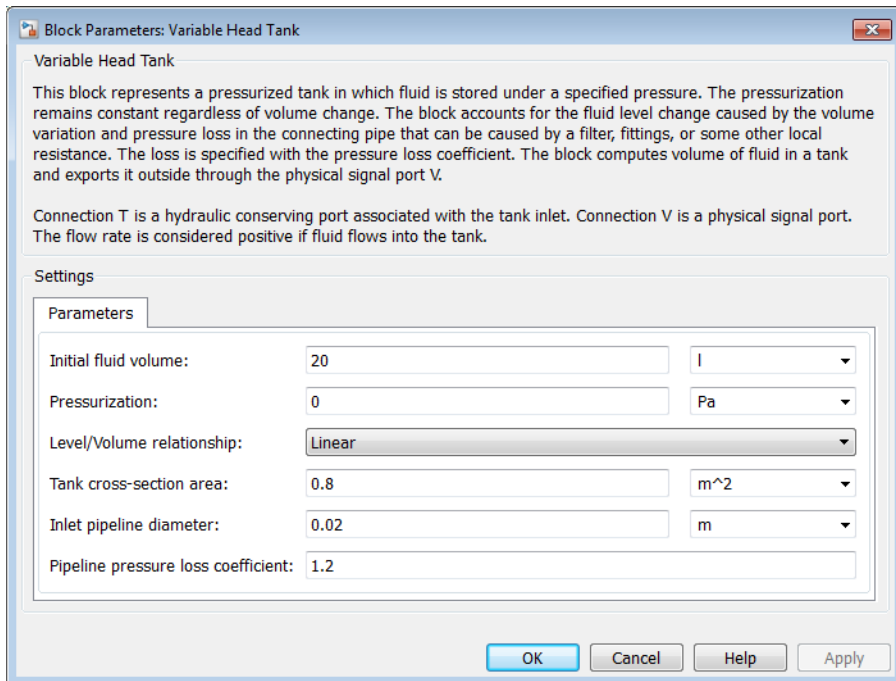 Block Parameters: Variable Head Tank
Variable Head Tank
This block represents a pressurized tank in which fluid is stored under a specified pressure. The pressurization
remains constant regardless of volume change. The block accounts for the fluid level change caused by the volume
variation and pressure loss in the connecting pipe that can be caused by a filter, fittings, or some other local
resistance. The loss is specified with the pressure loss coefficient. The block computes volume of fluid in a tank
and exports it outside through the physical signal port V.
Connection T is a hydraulic conserving port associated with the tank inlet. Connection V is a physical signal port.
The flow rate is considered positive if fluid flows into the tank.
Settings
Parameters
Initial fluid volume: 20 l
Pressurization: 0 Pa
Level/Volume relationship: Linear
Tank cross-section area: 0.8 m^2
Inlet pipeline diameter: 0.02 m
Pipeline pressure loss coefficient: 1.2
OK Cancel Help Apply